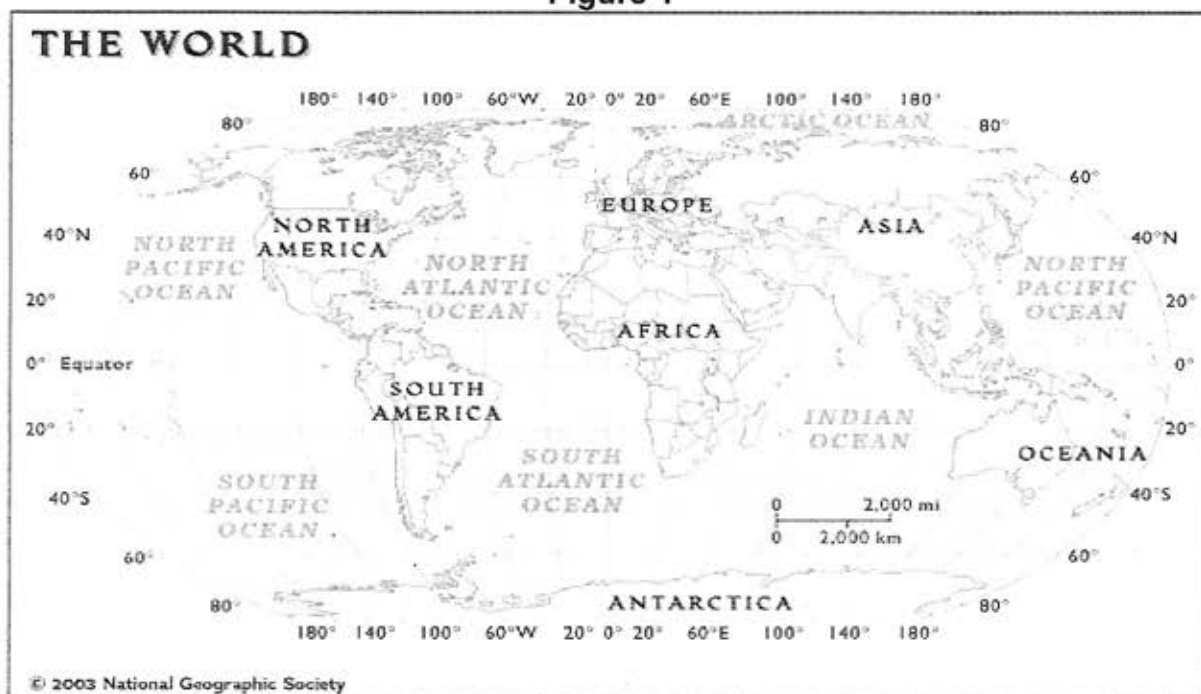 THE WORLD
180° 140° 100° 60°W 20° 0° 20° 60°E 100° 140° 180°
ARCTIC OCEAN
80° 80°
60° 60°
EUROPE
NORTH AMERICA
ASIA
40°N 40°N
NORTH PACIFIC OCEAN
NORTH ATLANTIC OCEAN
NORTH PACIFIC OCEAN
20° 20°
AFRICA
0° Equator 0°
SOUTH AMERICA
INDIAN OCEAN
20° 20°
OCEANIA
SOUTH ATLANTIC OCEAN
SOUTH PACIFIC OCEAN
40°S 40°S
0 2,000 mi
0 2,000 km
60° 60°
80° 80°
ANTARCTICA
180° 140° 100° 60°W 20° 0° 20° 60°E 100° 140° 180°
© 2003 National Geographic Society